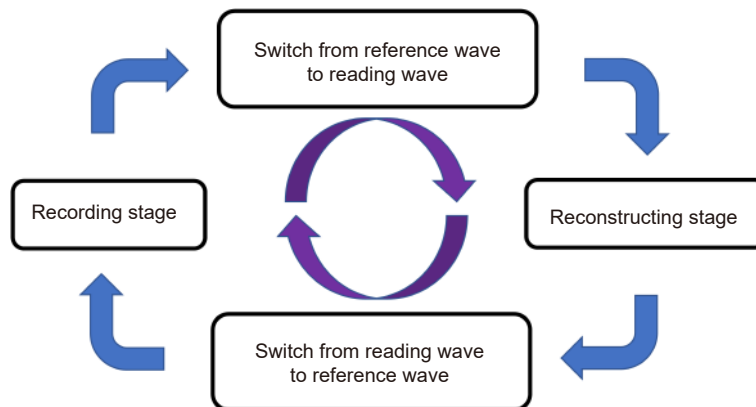 Switch from reference wave
to reading wave
Recording stage
Reconstructing stage
Switch from reading wave
to reference wave